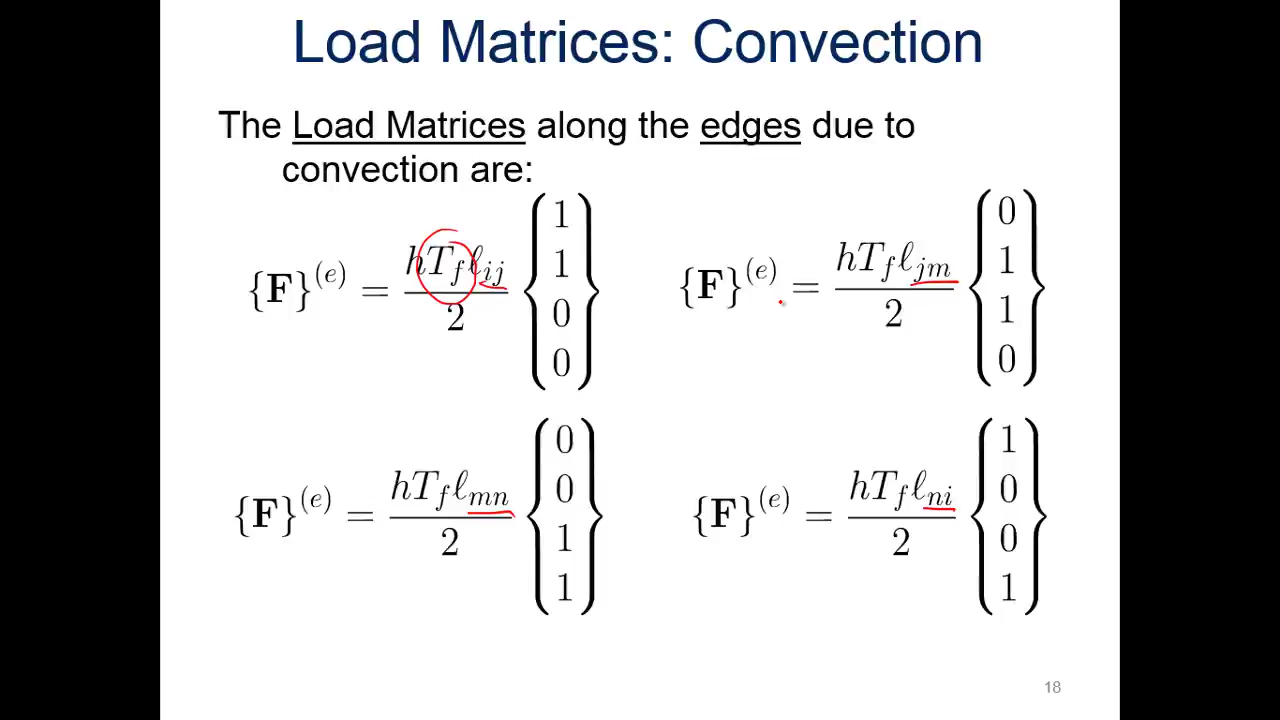 Load Matrices: Convection
The Load Matrices along the edges due to
convection are:
{F}^(e) = hT_f ℓ_ij / 2 {1 1 0 0}
{F}^(e) = hT_f ℓ_jm / 2 {0 1 1 0}
{F}^(e) = hT_f ℓ_mn / 2 {0 0 1 1}
{F}^(e) = hT_f ℓ_ni / 2 {1 0 0 1}
18